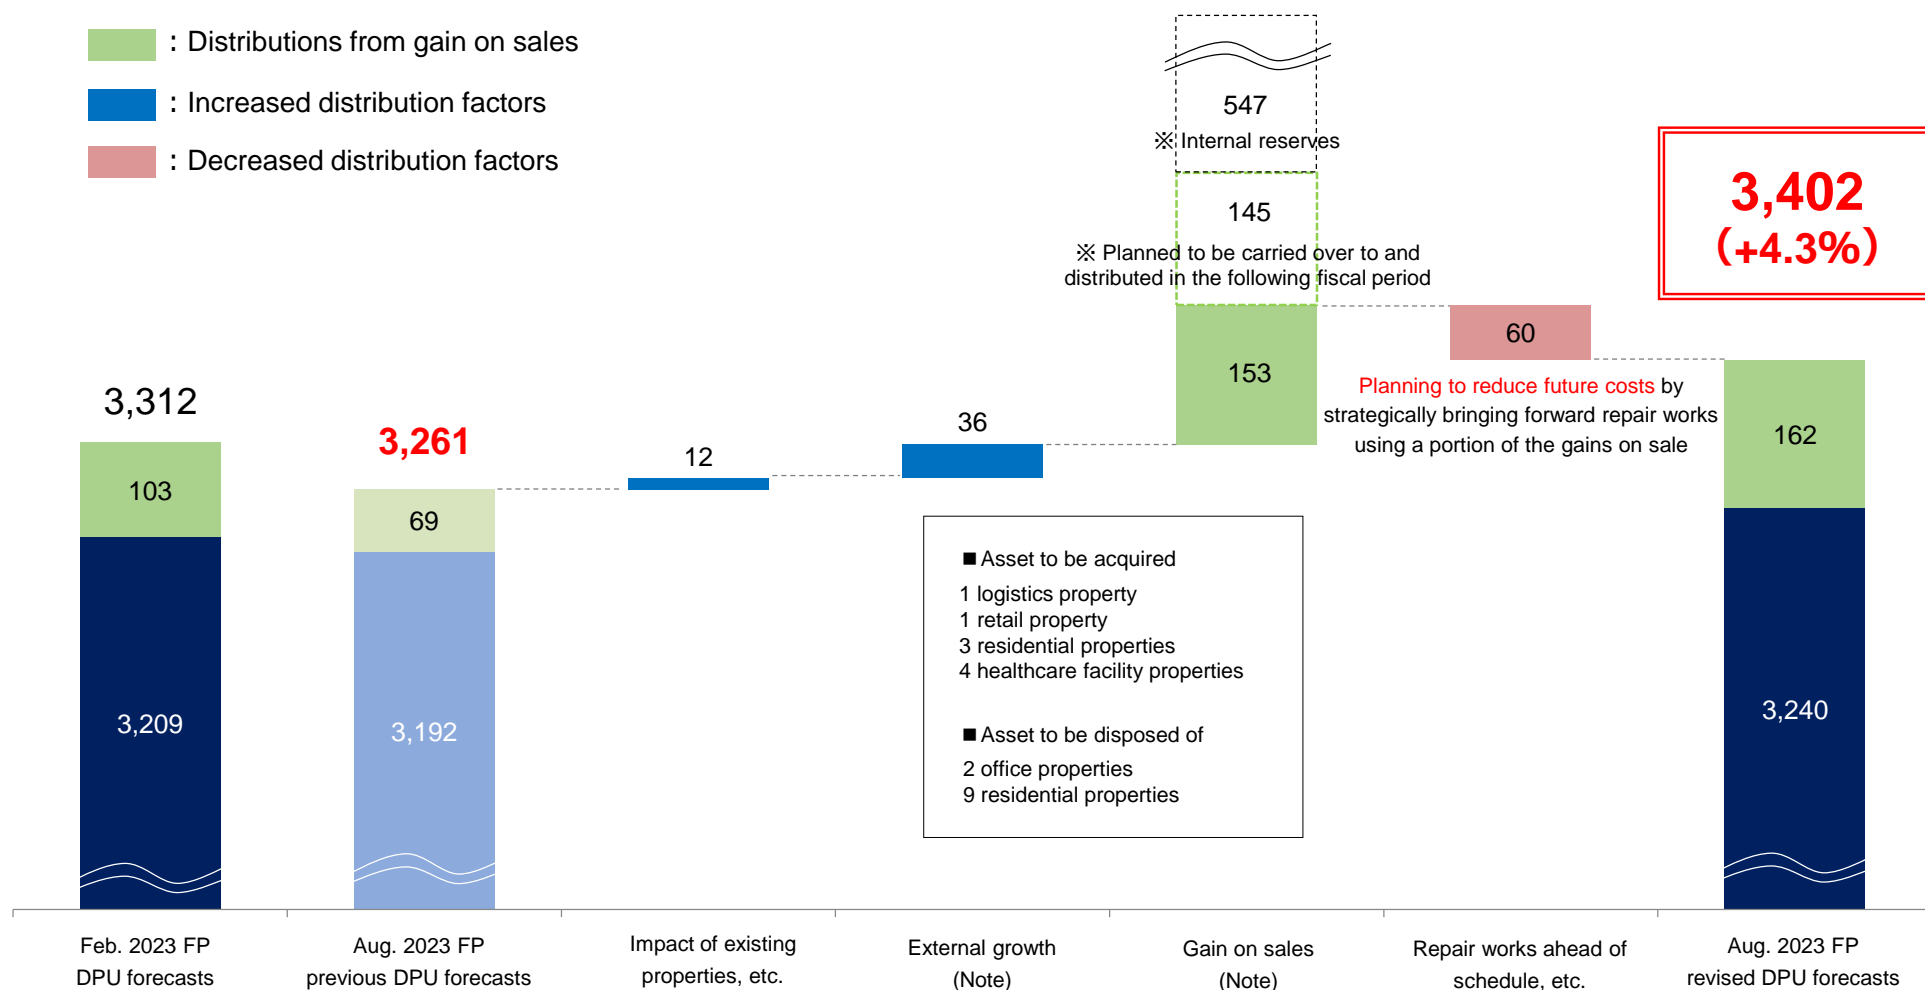 : Distributions from gain on sales
: Increased distribution factors
: Decreased distribution factors
547
※ Internal reserves
145
※ Planned to be carried over to and
distributed in the following fiscal period
153
60
Planning to reduce future costs by
strategically bringing forward repair works
using a portion of the gains on sale
3,402
(+4.3%)
3,312
103
3,209
3,261
69
3,192
12
36
■ Asset to be acquired
1 logistics property
1 retail property
3 residential properties
4 healthcare facility properties
■ Asset to be disposed of
2 office properties
9 residential properties
162
3,240
Feb. 2023 FP
DPU forecasts
Aug. 2023 FP
previous DPU forecasts
Impact of existing
properties, etc.
External growth
(Note)
Gain on sales
(Note)
Repair works ahead of
schedule, etc.
Aug. 2023 FP
revised DPU forecasts